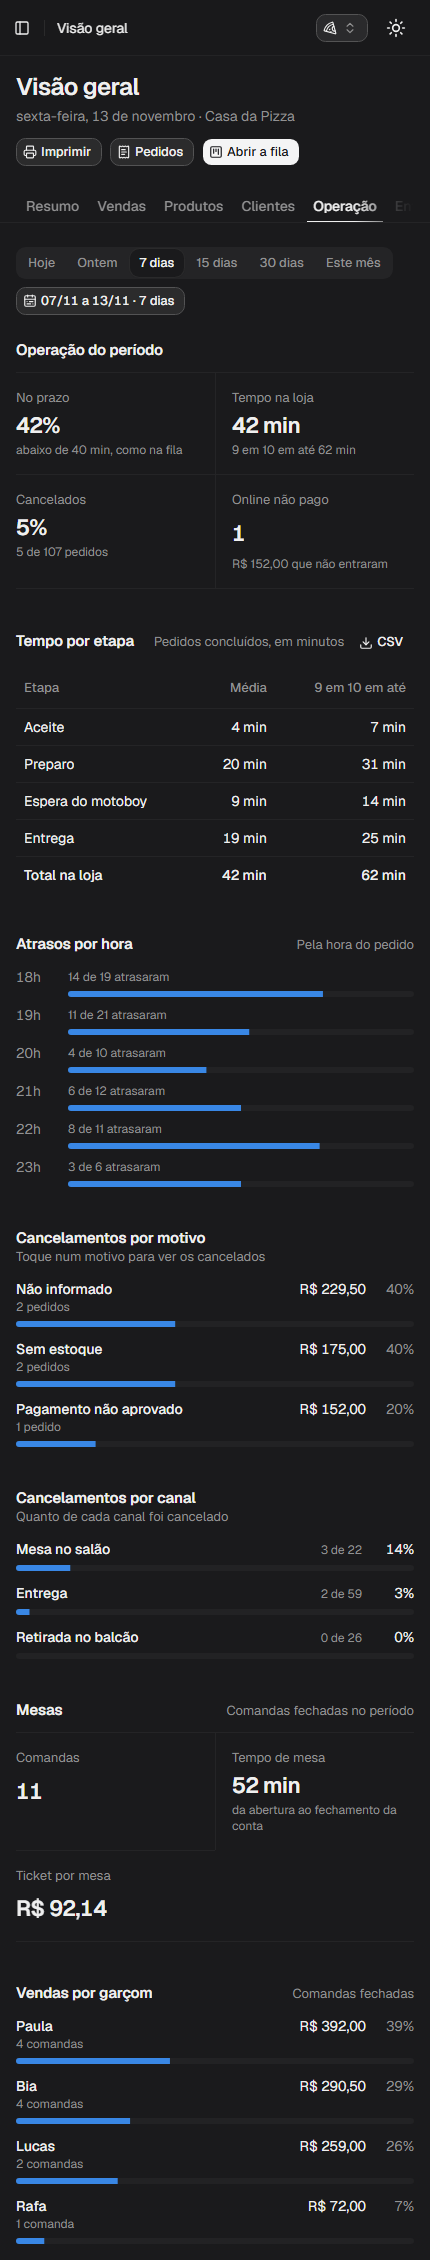 Visão geral
Visão geral
sexta-feira, 13 de novembro · Casa da Pizza
Imprimir
Pedidos
Abrir a fila
Resumo Vendas Produtos Clientes Operação
Hoje Ontem 7 dias 15 dias 30 dias Este mês
07/11 a 13/11 · 7 dias
Operação do período
No prazo
42%
abaixo de 40 min, como na fila
Tempo na loja
42 min
9 em 10 em até 62 min
Cancelados
5%
5 de 107 pedidos
Online não pago
1
R$ 152,00 que não entraram
Tempo por etapa Pedidos concluídos, em minutos CSV
Etapa Média 9 em 10 em até
Aceite 4 min 7 min
Preparo 20 min 31 min
Espera do motoboy 9 min 14 min
Entrega 19 min 25 min
Total na loja 42 min 62 min
Atrasos por hora Pela hora do pedido
18h 14 de 19 atrasaram
19h 11 de 21 atrasaram
20h 4 de 10 atrasaram
21h 6 de 12 atrasaram
22h 8 de 11 atrasaram
23h 3 de 6 atrasaram
Cancelamentos por motivo
Toque num motivo para ver os cancelados
Não informado R$ 229,50 40%
2 pedidos
Sem estoque R$ 175,00 40%
2 pedidos
Pagamento não aprovado R$ 152,00 20%
1 pedido
Cancelamentos por canal
Quanto de cada canal foi cancelado
Mesa no salão 3 de 22 14%
Entrega 2 de 59 3%
Retirada no balcão 0 de 26 0%
Mesas Comandas fechadas no período
Comandas
11
Tempo de mesa
52 min
da abertura ao fechamento da
conta
Ticket por mesa
R$ 92,14
Vendas por garçom Comandas fechadas
Paula R$ 392,00 39%
4 comandas
Bia R$ 290,50 29%
4 comandas
Lucas R$ 259,00 26%
2 comandas
Rafa R$ 72,00 7%
1 comanda